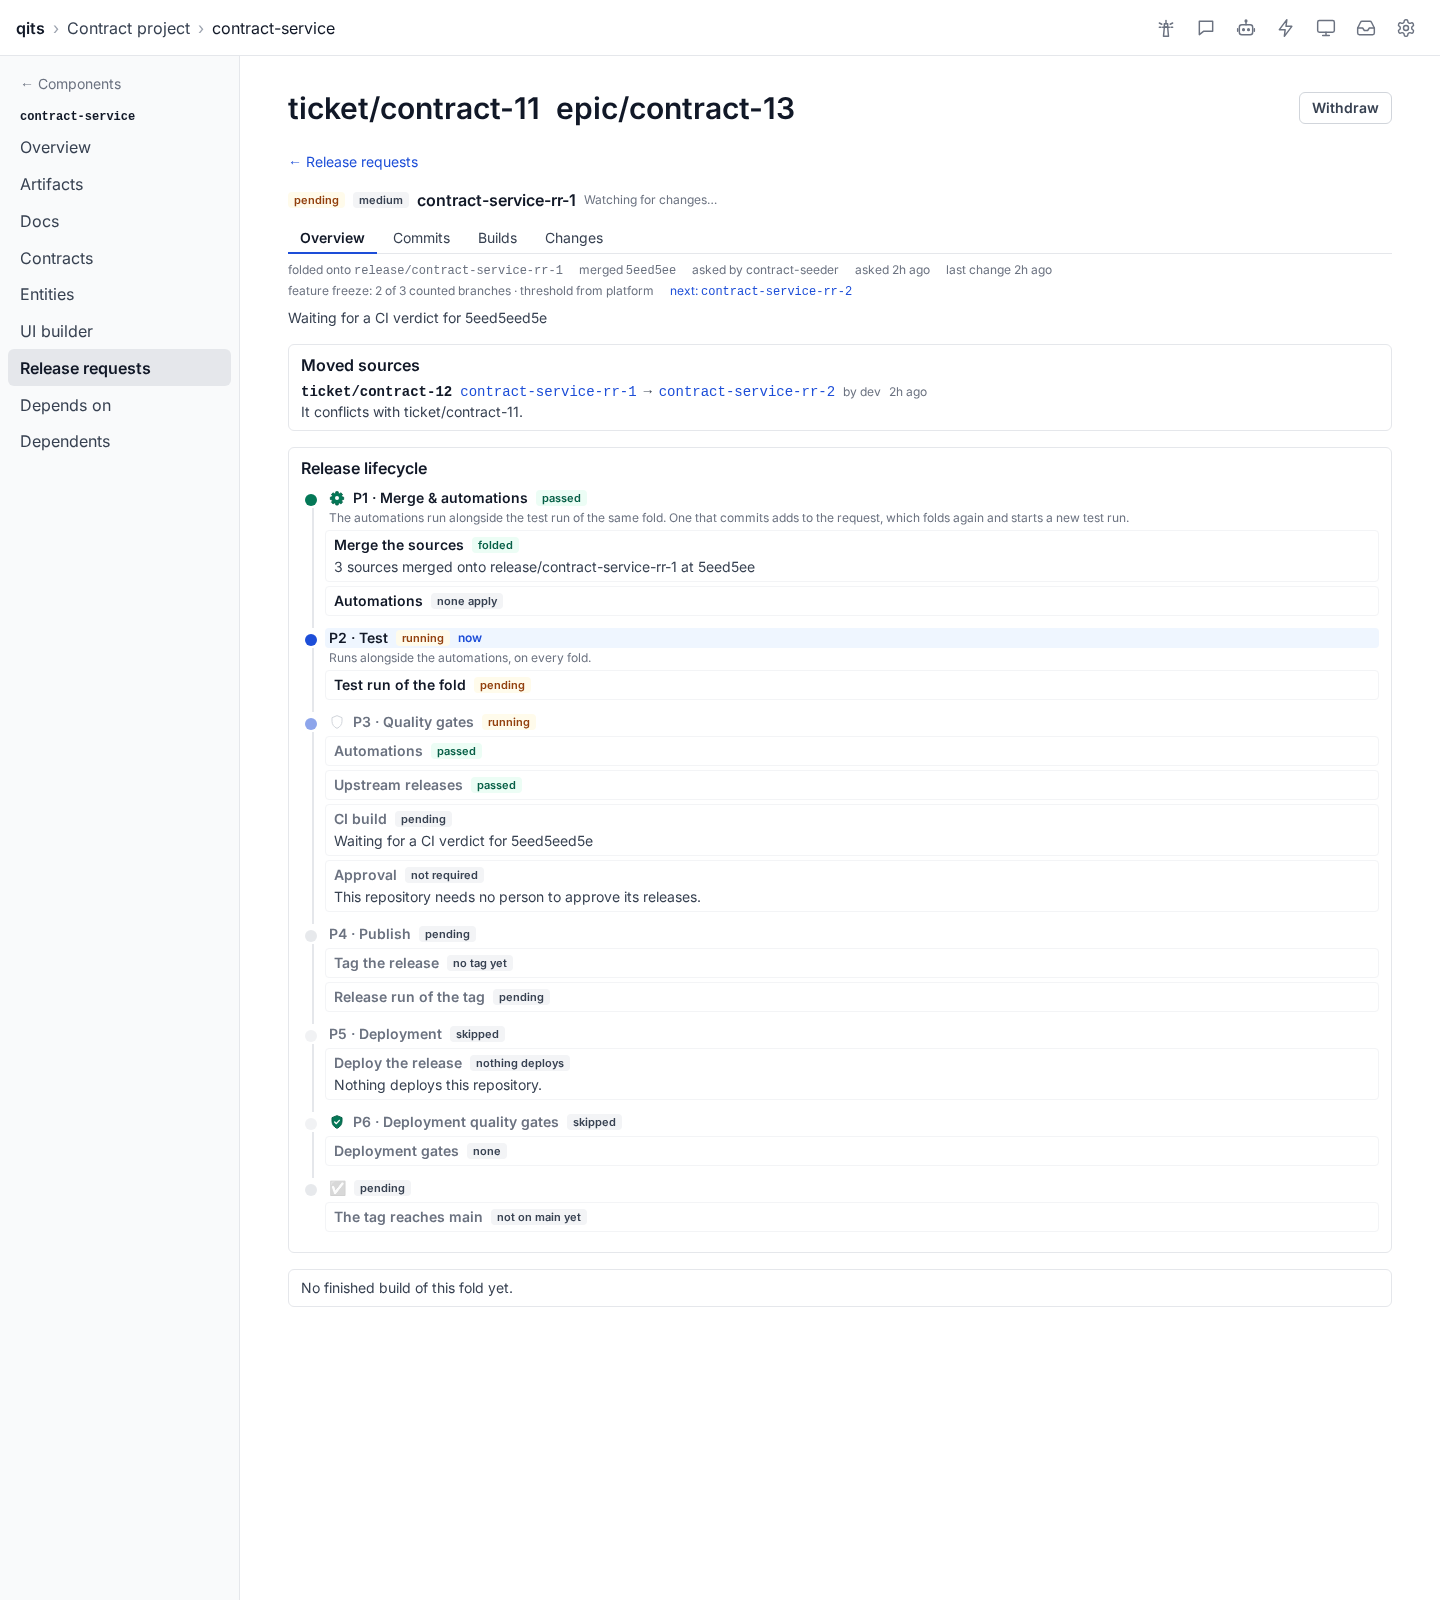 qits › Contract project › contract-service
← Components
contract-service
Overview
Artifacts
Docs
Contracts
Entities
UI builder
Release requests
Depends on
Dependents
ticket/contract-11 epic/contract-13
Withdraw
← Release requests
pending medium contract-service-rr-1 Watching for changes...
Overview Commits Builds Changes
folded onto release/contract-service-rr-1 merged 5eed5ee asked by contract-seeder asked 2h ago last change 2h ago
feature freeze: 2 of 3 counted branches · threshold from platform next: contract-service-rr-2
Waiting for a CI verdict for 5eed5eed5e
Moved sources
ticket/contract-12 contract-service-rr-1 → contract-service-rr-2 by dev 2h ago
It conflicts with ticket/contract-11.
Release lifecycle
P1 · Merge & automations passed
The automations run alongside the test run of the same fold. One that commits adds to the request, which folds again and starts a new test run.
Merge the sources folded
3 sources merged onto release/contract-service-rr-1 at 5eed5ee
Automations none apply
P2 · Test running now
Runs alongside the automations, on every fold.
Test run of the fold pending
P3 · Quality gates running
Automations passed
Upstream releases passed
CI build pending
Waiting for a CI verdict for 5eed5eed5e
Approval not required
This repository needs no person to approve its releases.
P4 · Publish pending
Tag the release no tag yet
Release run of the tag pending
P5 · Deployment skipped
Deploy the release nothing deploys
Nothing deploys this repository.
P6 · Deployment quality gates skipped
Deployment gates none
pending
The tag reaches main not on main yet
No finished build of this fold yet.